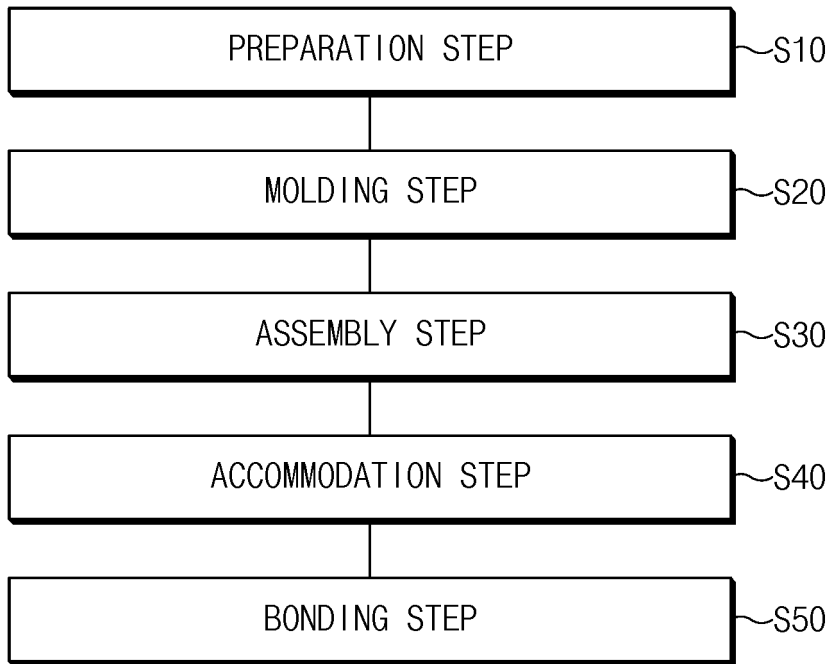 PREPARATION STEP S10
MOLDING STEP S20
ASSEMBLY STEP S30
ACCOMMODATION STEP S40
BONDING STEP S50